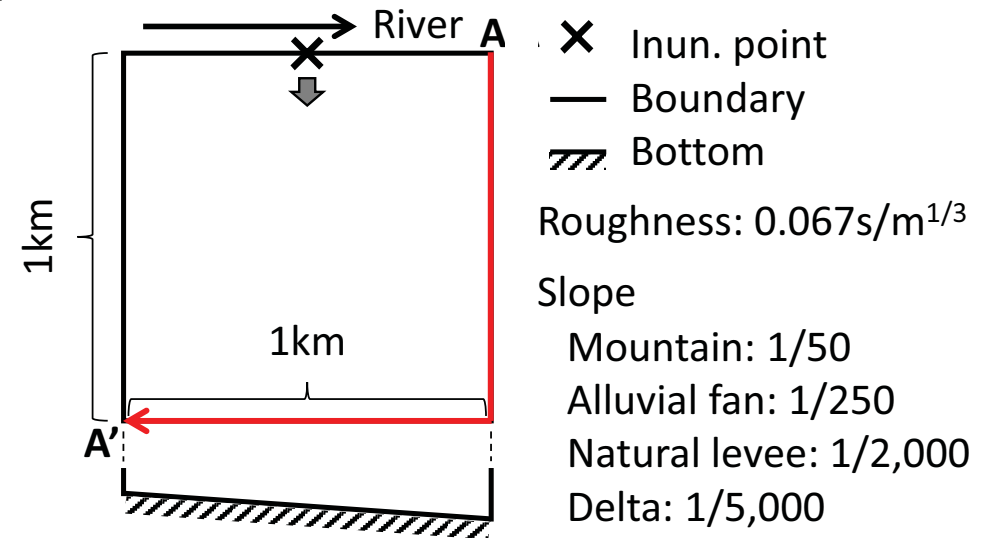 River A
× Inun. point
Boundary
Bottom
1km
Roughness: 0.067s/m^1/3
Slope
1km
Mountain: 1/50
Alluvial fan: 1/250
A’
Natural levee: 1/2,000
Delta: 1/5,000